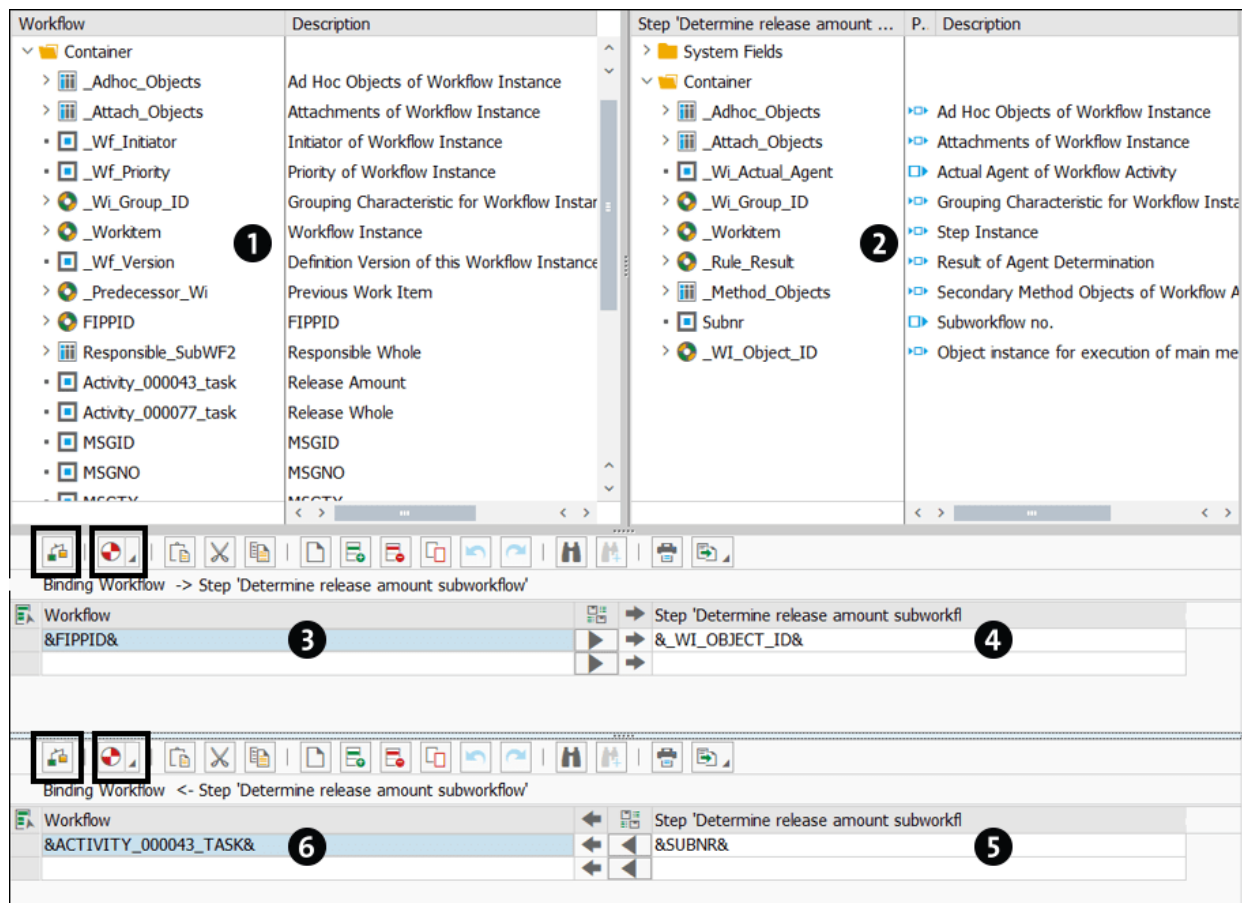 Workflow Description Step 'Determine release amount ... P.. Description
Container System Fields
_Adhoc_Objects Ad Hoc Objects of Workflow Instance Container
_Attach_Objects Attachments of Workflow Instance _Adhoc_Objects Ad Hoc Objects of Workflow Instance
_Wf_Initiator Initiator of Workflow Instance _Attach_Objects Attachments of Workflow Instance
_Wf_Priority Priority of Workflow Instance _Wi_Actual_Agent Actual Agent of Workflow Activity
_Wi_Group_ID Grouping Characteristic for Workflow Instar _Wi_Group_ID Grouping Characteristic for Workflow Insta
_Workitem 1 Workflow Instance _Workitem 2 Step Instance
_Wf_Version Definition Version of this Workflow Instance _Rule_Result Result of Agent Determination
_Predecessor_Wi Previous Work Item _Method_Objects Secondary Method Objects of Workflow A
FIPPID FIPPID Subnr Subworkflow no.
Responsible_SubWF2 Responsible Whole _WI_Object_ID Object instance for execution of main me
Activity_000043_task Release Amount
Activity_000077_task Release Whole
MSGID MSGID
MSGNO MSGNO
MSGTY MSGTY
Binding Workflow -> Step 'Determine release amount subworkflow'
Workflow Step 'Determine release amount subworkfl
&FIPPID& 3 &_WI_OBJECT_ID& 4
Binding Workflow <- Step 'Determine release amount subworkflow'
Workflow Step 'Determine release amount subworkfl
&ACTIVITY_000043_TASK& 6 &SUBNR& 5